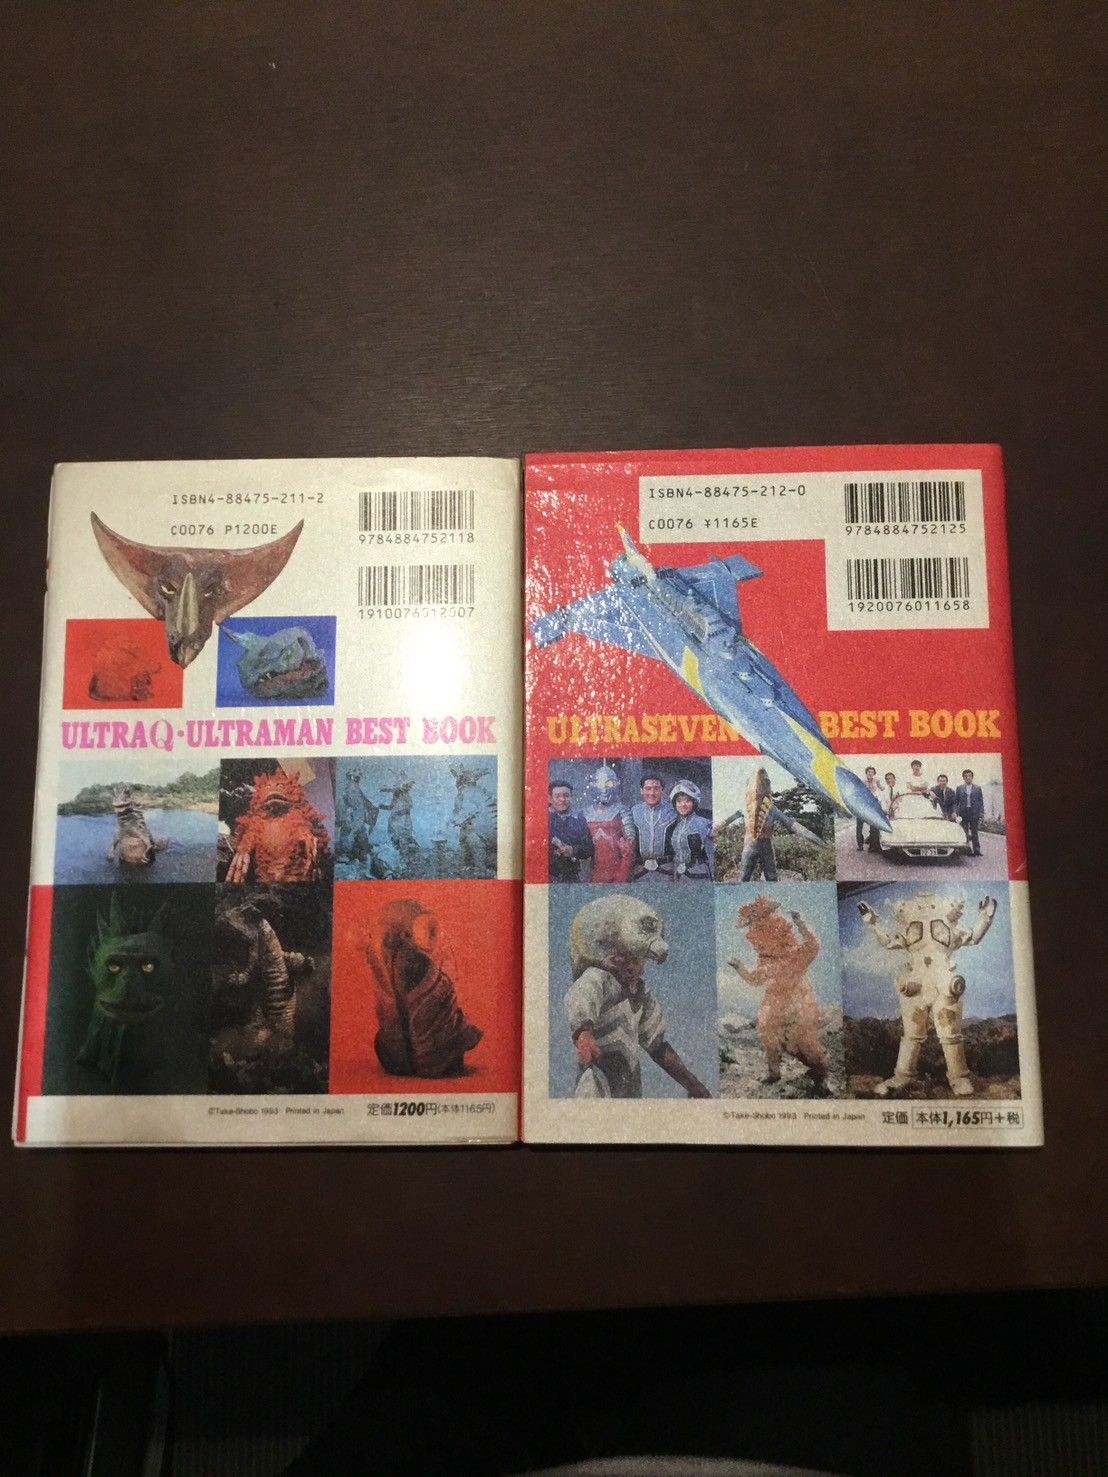 ISBN4-88475-211-2
C0076 P1200E
9784884752118
1910076012007
ULTRAQ・ULTRAMAN BEST BOOK
©Take-Shobo 1993 Printed in Japan
定価1200円(本体1165円)
ISBN4-88475-212-0
C0076 ¥1165E
9784884752125
1920076011658
ULTRASEVEN BEST BOOK
©Take-Shobo 1993 Printed in Japan
定価 本体1,165円+税